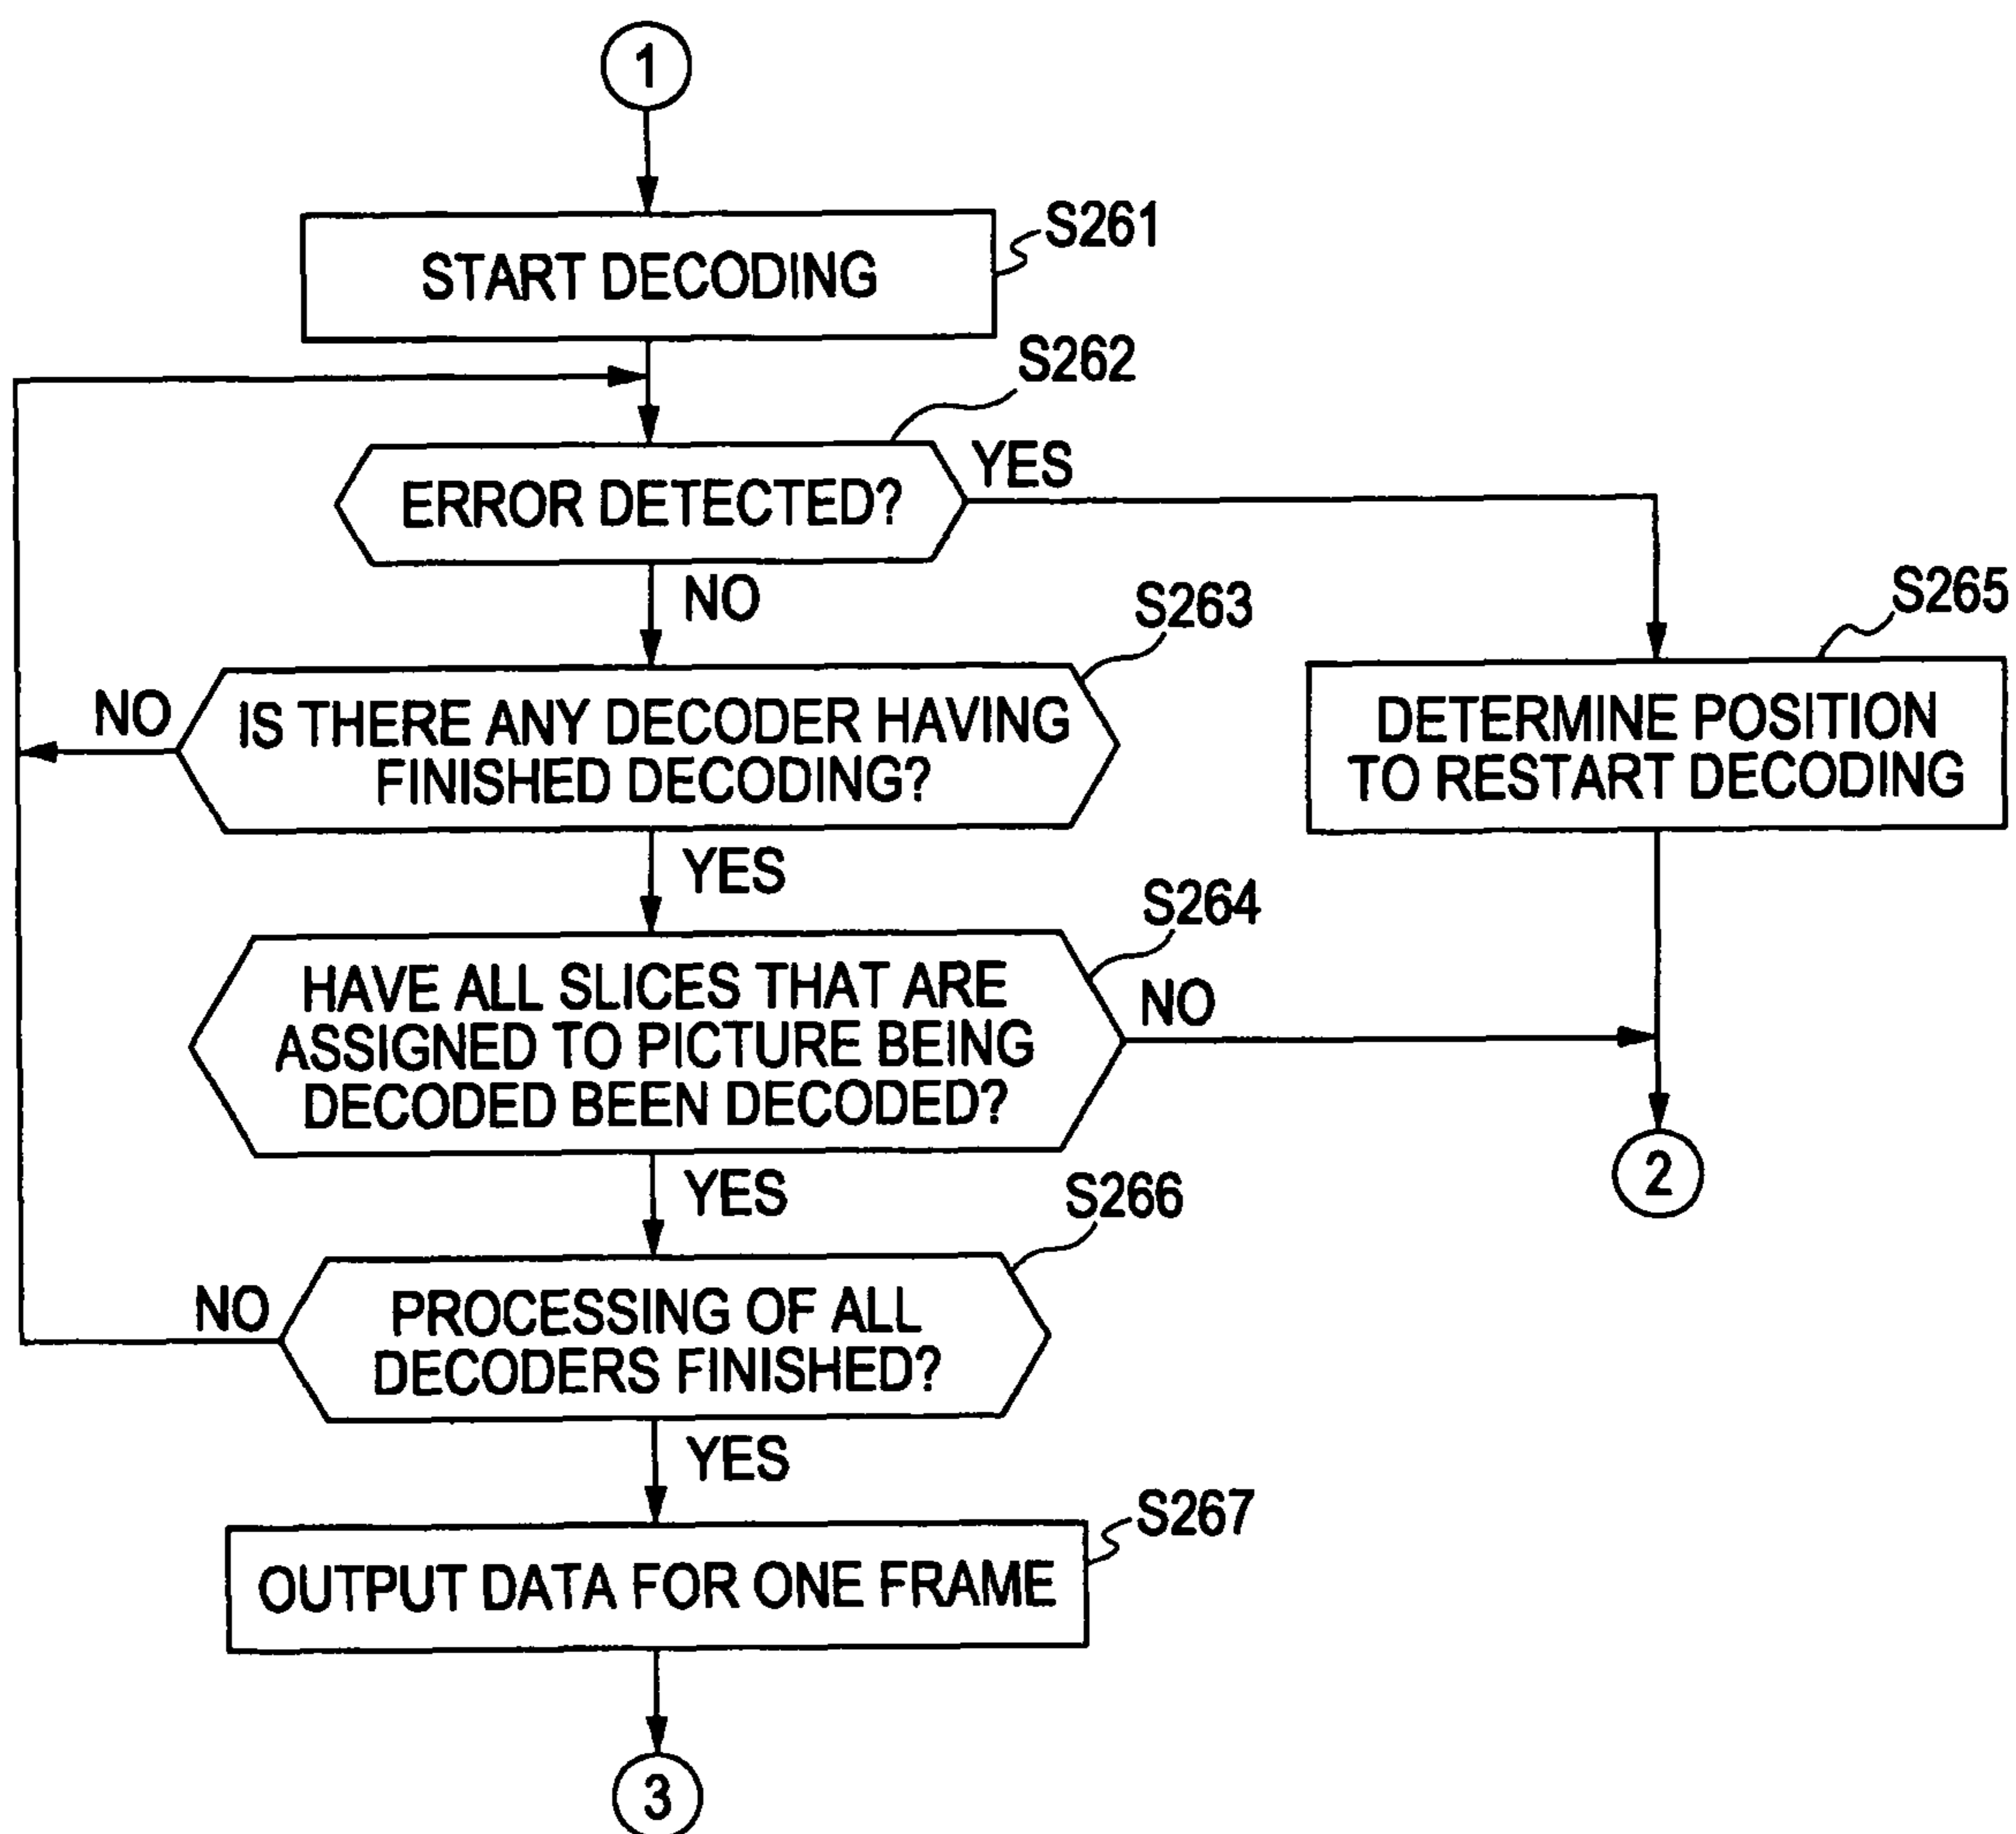 1
START DECODING
S261
S262
ERROR DETECTED?
YES
NO
S263
IS THERE ANY DECODER HAVING
FINISHED DECODING?
NO
YES
S265
DETERMINE POSITION
TO RESTART DECODING
S264
HAVE ALL SLICES THAT ARE
ASSIGNED TO PICTURE BEING
DECODED BEEN DECODED?
NO
YES
2
S266
PROCESSING OF ALL
DECODERS FINISHED?
NO
YES
S267
OUTPUT DATA FOR ONE FRAME
3